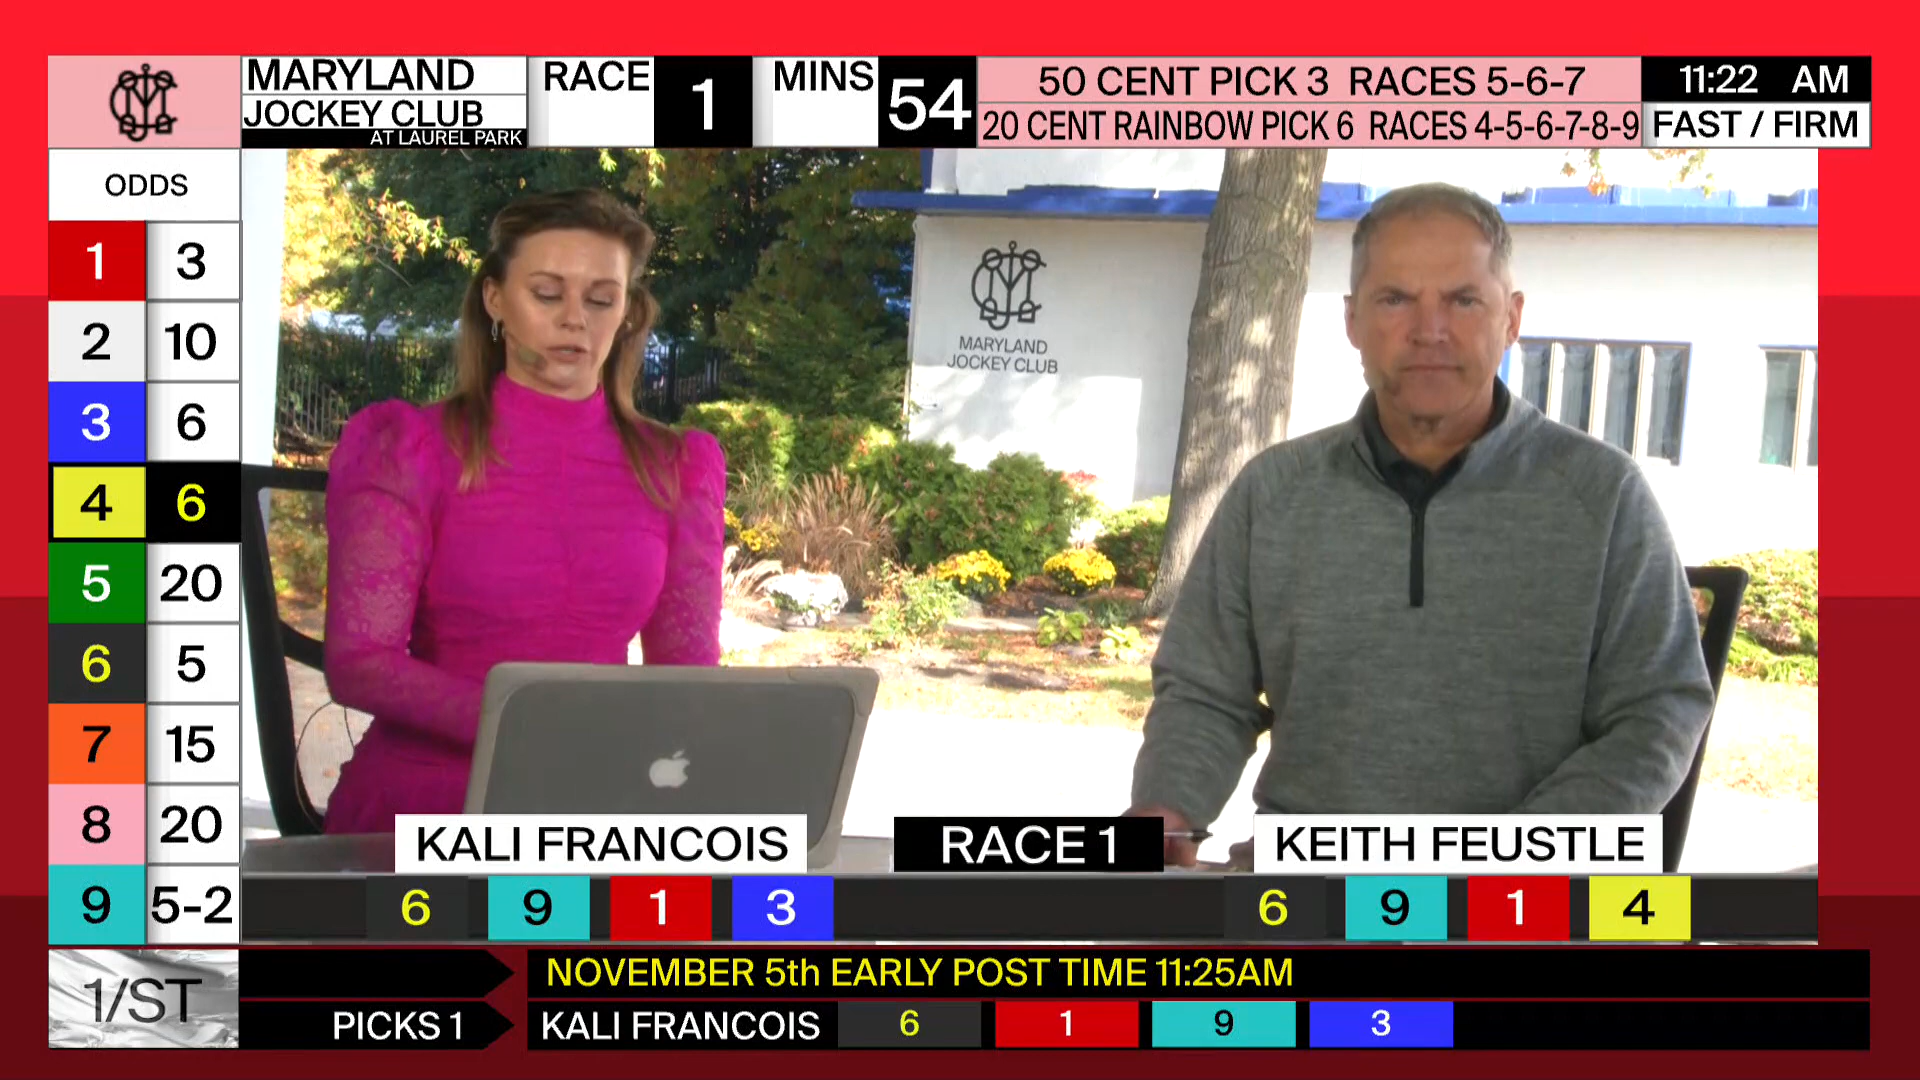 MARYLAND
JOCKEY CLUB
AT LAUREL PARK
RACE 1
MINS 54
50 CENT PICK 3 RACES 5-6-7
20 CENT RAINBOW PICK 6 RACES 4-5-6-7-8-9
11:22 AM
FAST / FIRM
ODDS
1 3
2 10
3 6
4 6
5 20
6 5
7 15
8 20
9 5-2
MARYLAND
JOCKEY CLUB
KALI FRANCOIS
6 9 1 3
RACE 1
KEITH FEUSTLE
6 9 1 4
1/ST
NOVEMBER 5th EARLY POST TIME 11:25AM
PICKS 1
KALI FRANCOIS 6 1 9 3